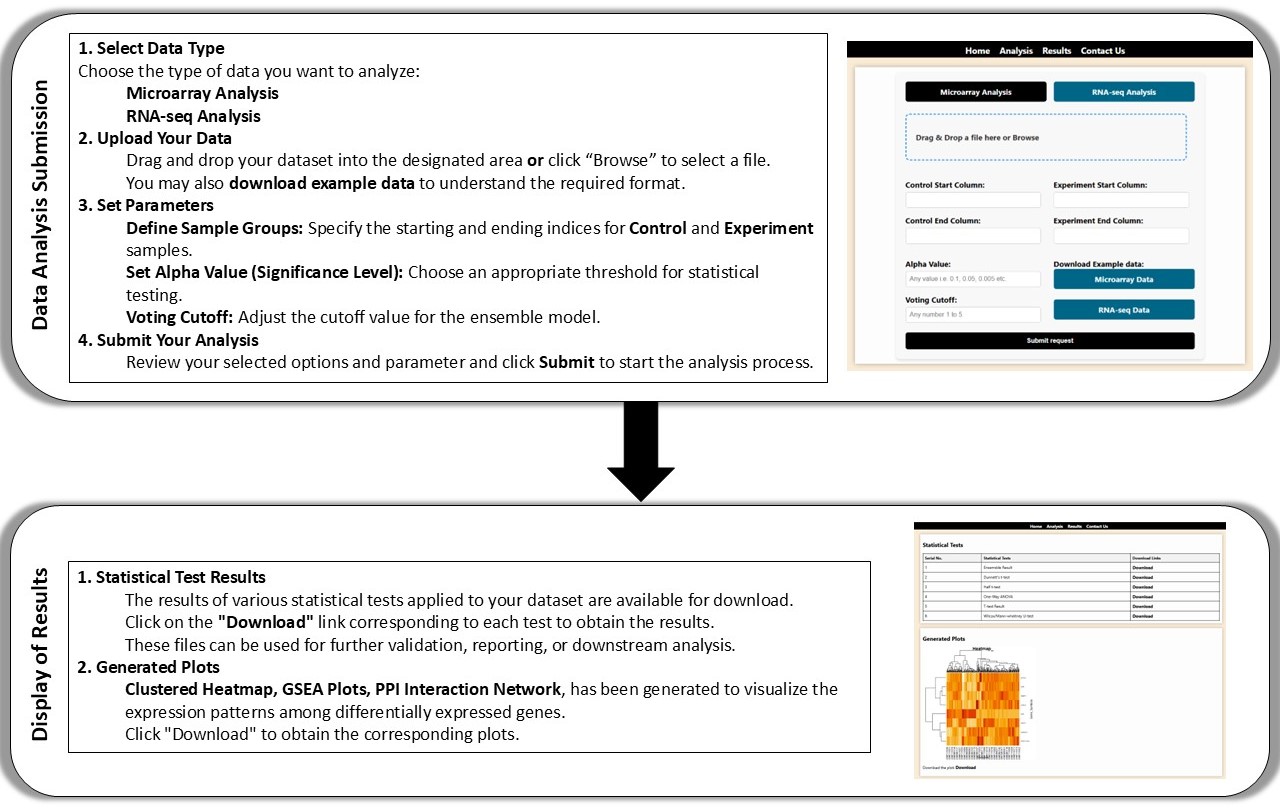 Data Analysis Submission
1. Select Data Type
Choose the type of data you want to analyze:
Microarray Analysis
RNA-seq Analysis
2. Upload Your Data
Drag and drop your dataset into the designated area or click “Browse” to select a file.
You may also download example data to understand the required format.
3. Set Parameters
Define Sample Groups: Specify the starting and ending indices for Control and Experiment
samples.
Set Alpha Value (Significance Level): Choose an appropriate threshold for statistical
testing.
Voting Cutoff: Adjust the cutoff value for the ensemble model.
4. Submit Your Analysis
Review your selected options and parameter and click Submit to start the analysis process.
Home Analysis Results Contact Us
Microarray Analysis RNA-seq Analysis
Drag & Drop a file here or Browse
Control Start Column: Experiment Start Column:
Control End Column: Experiment End Column:
Alpha Value: Download Example data:
Any value i.e. 0.1, 0.05, 0.005 etc. Microarray Data
Voting Cutoff:
Any number 1 to 5 RNA-seq Data
Submit request
Display of Results
1. Statistical Test Results
The results of various statistical tests applied to your dataset are available for download.
Click on the "Download" link corresponding to each test to obtain the results.
These files can be used for further validation, reporting, or downstream analysis.
2. Generated Plots
Clustered Heatmap, GSEA Plots, PPI Interaction Network, has been generated to visualize the
expression patterns among differentially expressed genes.
Click "Download" to obtain the corresponding plots.
Home Analysis Results Contact Us
Statistical Tests
Serial No. Statistical Tests Download Links
1 Ensemble Result Download
2 Dunnett's t-test Download
3 Download
4 One-Way ANOVA Download
5 T-test Result Download
6 Download
Generated Plots
Heatmap
Download the plot: Download